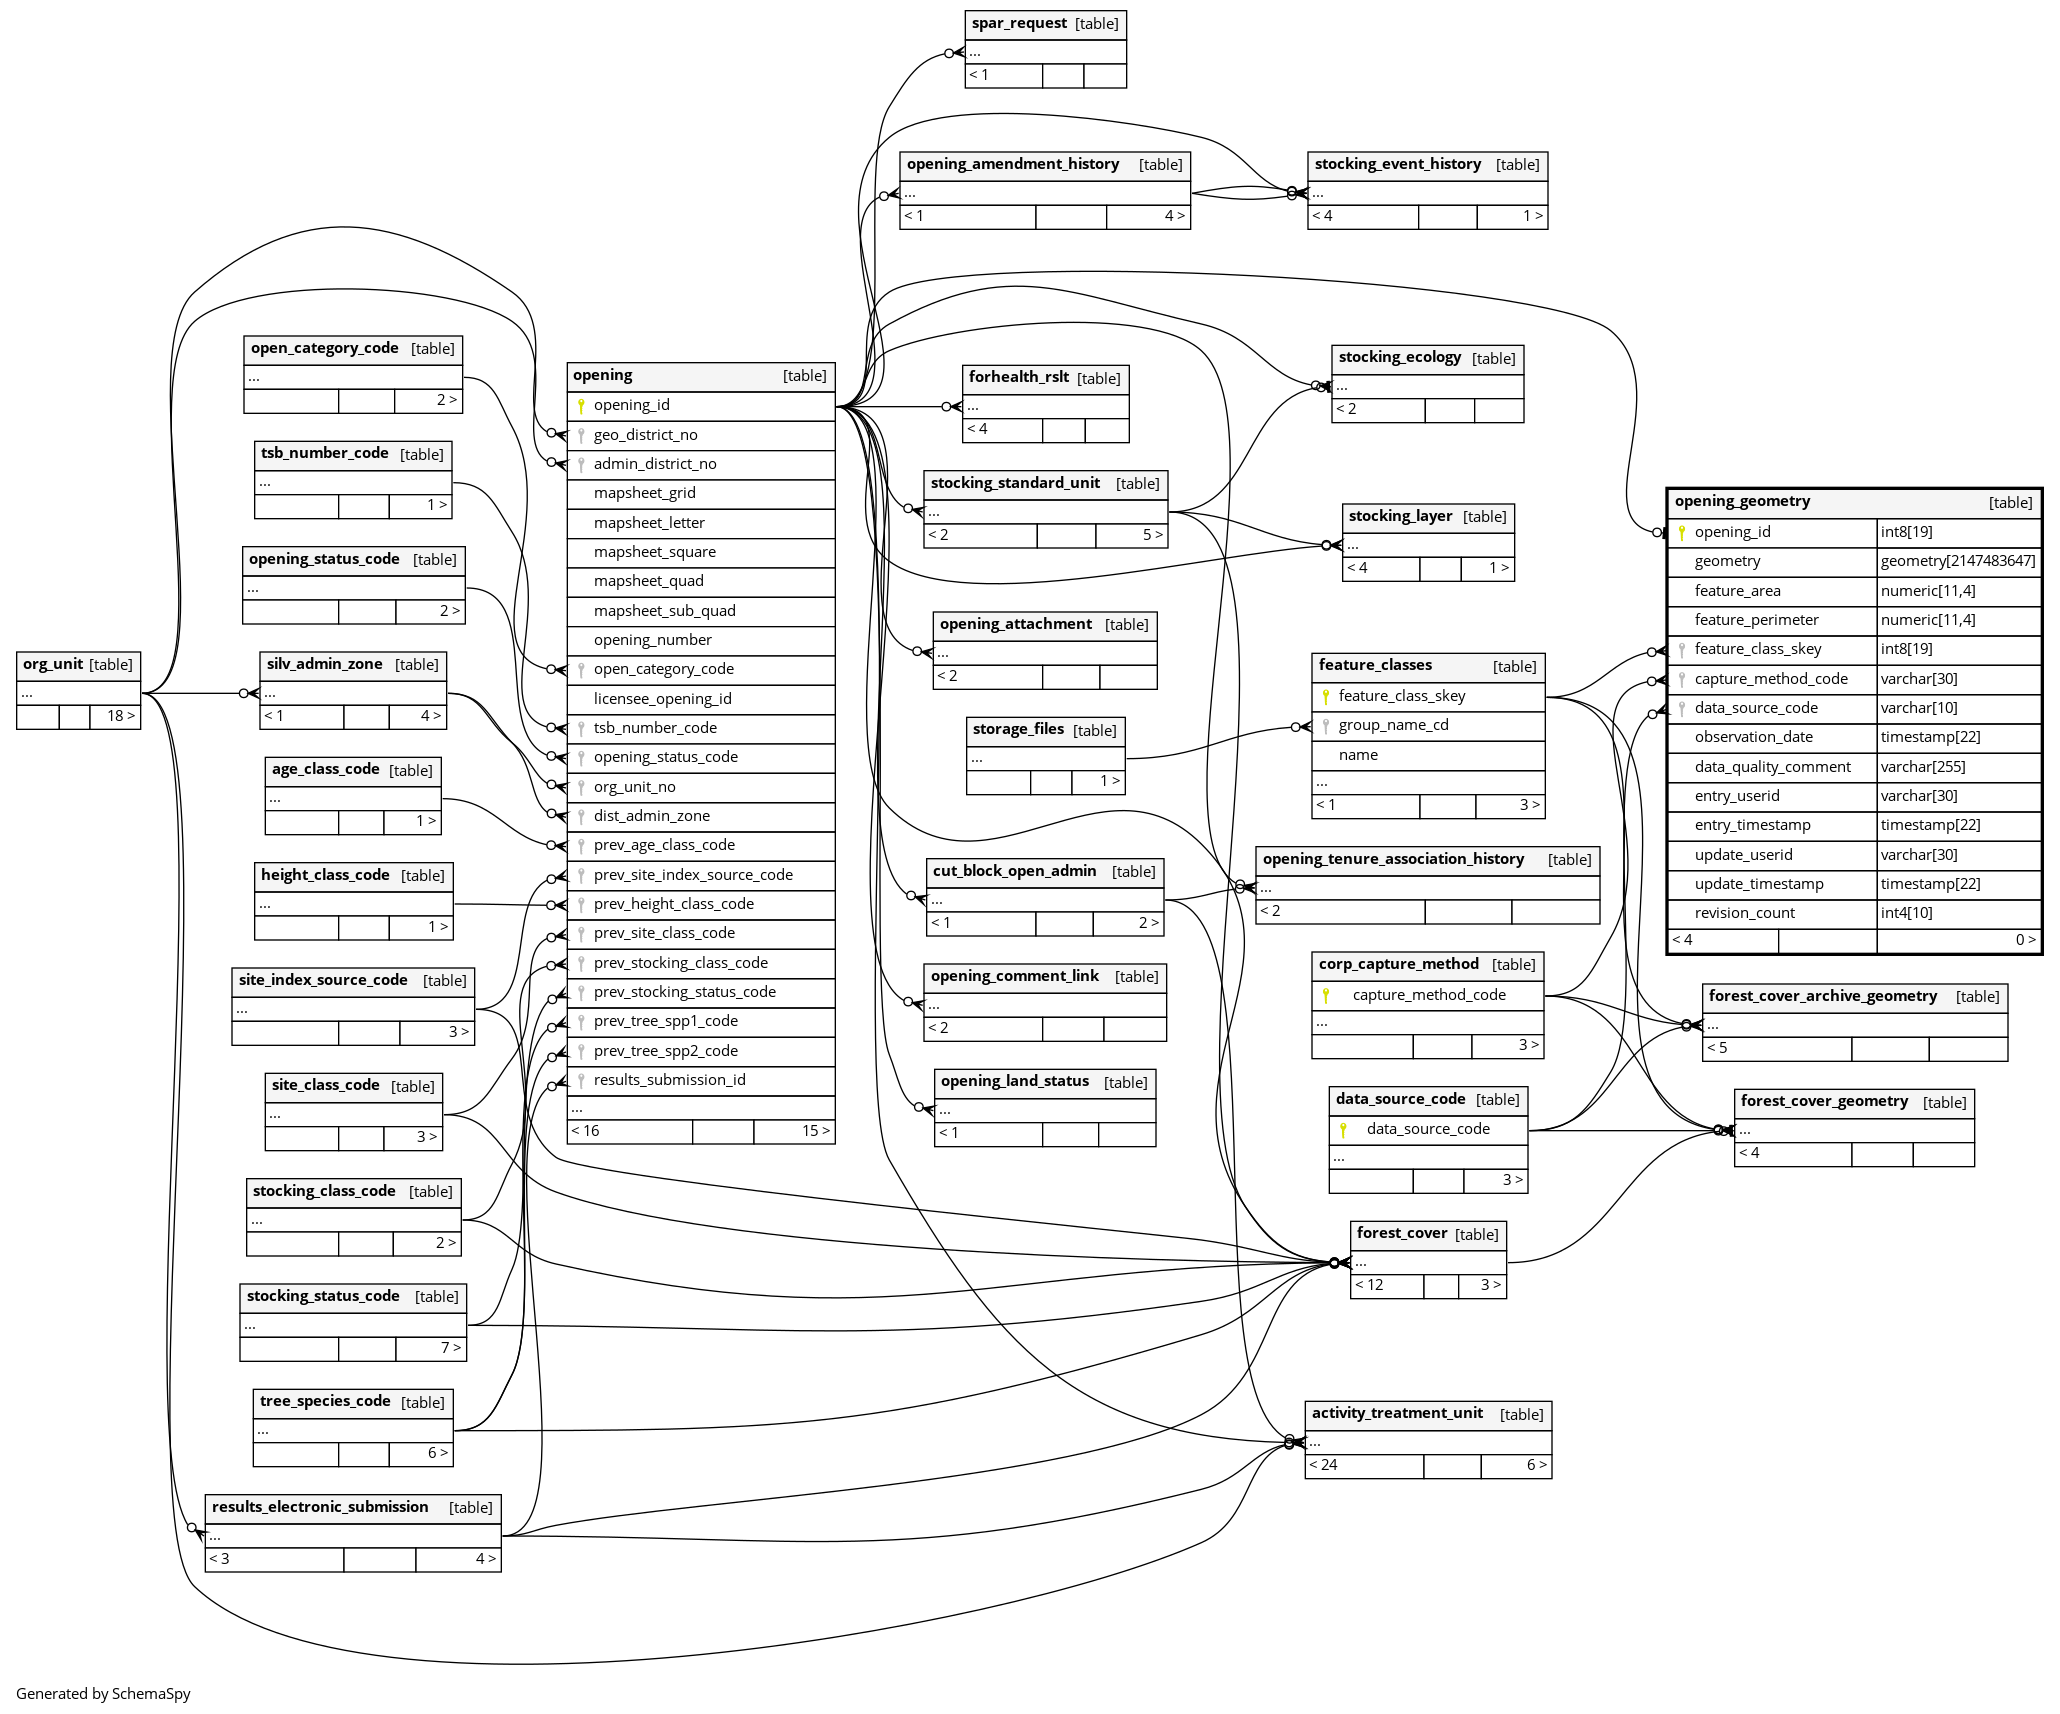 spar_request [table]
...
< 1
opening_amendment_history [table]
...
< 1 4 >
stocking_event_history [table]
...
< 4 1 >
open_category_code [table]
...
2 >
tsb_number_code [table]
...
1 >
opening_status_code [table]
...
2 >
org_unit [table]
...
18 >
silv_admin_zone [table]
...
< 1 4 >
age_class_code [table]
...
1 >
height_class_code [table]
...
1 >
site_index_source_code [table]
...
3 >
site_class_code [table]
...
3 >
stocking_class_code [table]
...
2 >
stocking_status_code [table]
...
7 >
tree_species_code [table]
...
6 >
results_electronic_submission [table]
...
< 3 4 >
opening [table]
opening_id
geo_district_no
admin_district_no
mapsheet_grid
mapsheet_letter
mapsheet_square
mapsheet_quad
mapsheet_sub_quad
opening_number
open_category_code
licensee_opening_id
tsb_number_code
opening_status_code
org_unit_no
dist_admin_zone
prev_age_class_code
prev_site_index_source_code
prev_height_class_code
prev_site_class_code
prev_stocking_class_code
prev_stocking_status_code
prev_tree_spp1_code
prev_tree_spp2_code
results_submission_id
...
< 16 15 >
forhealth_rslt [table]
...
< 4
stocking_standard_unit [table]
...
< 2 5 >
opening_attachment [table]
...
< 2
storage_files [table]
...
1 >
cut_block_open_admin [table]
...
< 1 2 >
opening_comment_link [table]
...
< 2
opening_land_status [table]
...
< 1
stocking_ecology [table]
...
< 2
stocking_layer [table]
...
< 4 1 >
feature_classes [table]
feature_class_skey
group_name_cd
name
...
< 1 3 >
opening_tenure_association_history [table]
...
< 2
corp_capture_method [table]
capture_method_code
...
3 >
data_source_code [table]
data_source_code
...
3 >
forest_cover [table]
...
< 12 3 >
activity_treatment_unit [table]
...
< 24 6 >
opening_geometry [table]
opening_id int8[19]
geometry geometry[2147483647]
feature_area numeric[11,4]
feature_perimeter numeric[11,4]
feature_class_skey int8[19]
capture_method_code varchar[30]
data_source_code varchar[10]
observation_date timestamp[22]
data_quality_comment varchar[255]
entry_userid varchar[30]
entry_timestamp timestamp[22]
update_userid varchar[30]
update_timestamp timestamp[22]
revision_count int4[10]
< 4 0 >
forest_cover_archive_geometry [table]
...
< 5
forest_cover_geometry [table]
...
< 4
Generated by SchemaSpy